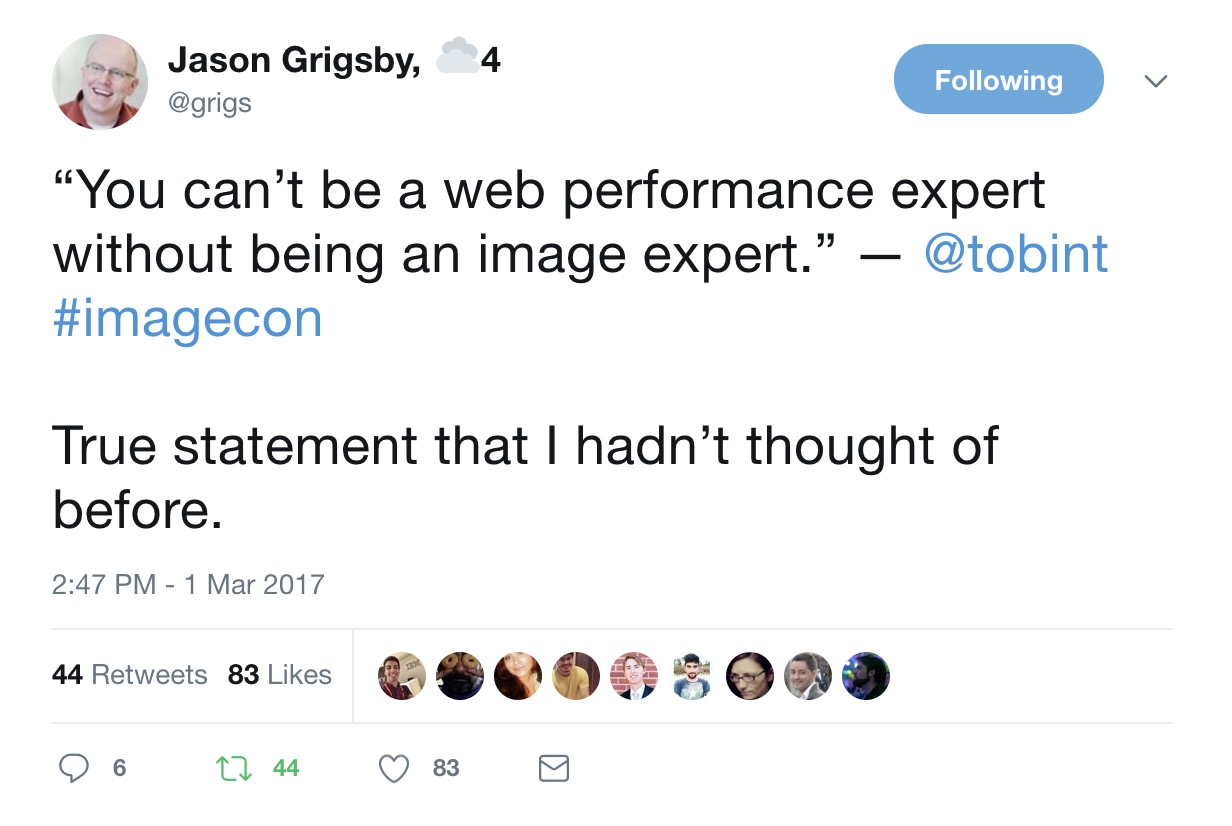 Jason Grigsby, ☁️4
@grigs
Following
“You can’t be a web performance expert
without being an image expert.” — @tobint
#imagecon
True statement that I hadn’t thought of
before.
2:47 PM - 1 Mar 2017
44 Retweets 83 Likes
6 44 83